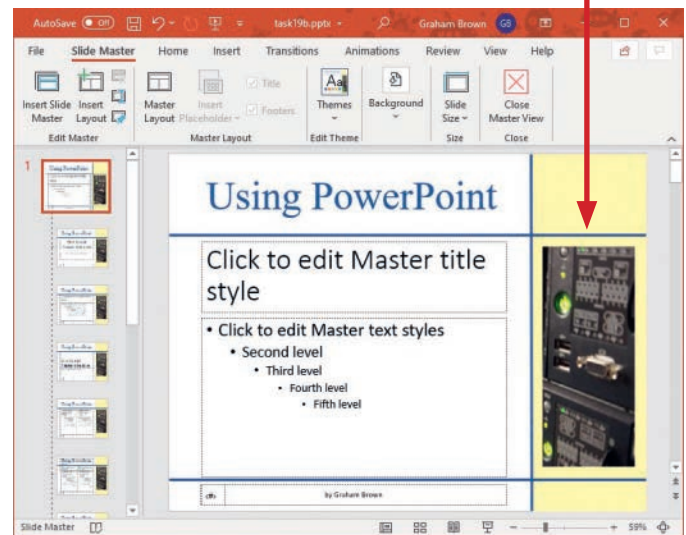 AutoSave Off task19b.pptx Graham Brown GB
File Slide Master Home Insert Transitions Animations Review View Help
Insert Slide Master
Insert Layout
Master Layout
Insert Placeholder
Title
Footers
Themes
Background
Slide Size
Close Master View
Edit Master Master Layout Edit Theme Size Close
1
Using PowerPoint
Click to edit Master title
style
• Click to edit Master text styles
• Second level
• Third level
• Fourth level
• Fifth level
by Graham Brown
Slide Master 59%